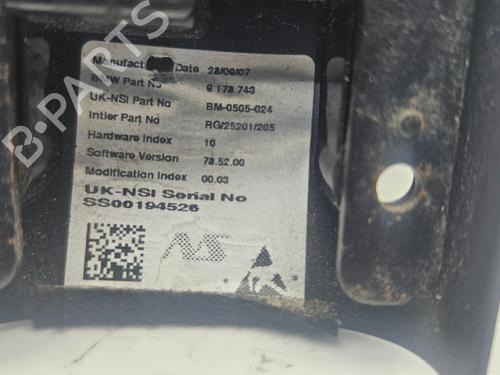 Manufactu Date 28/09/07
BMW Part No 9 178 743
UK-NSI Part No BM-0505-024
Intier Part No RG/25201/205
Hardware Index 10
Software Version 78.52.00
Modification Index 00.03
UK-NSI Serial No
SS00194526
NS
B-PARTS